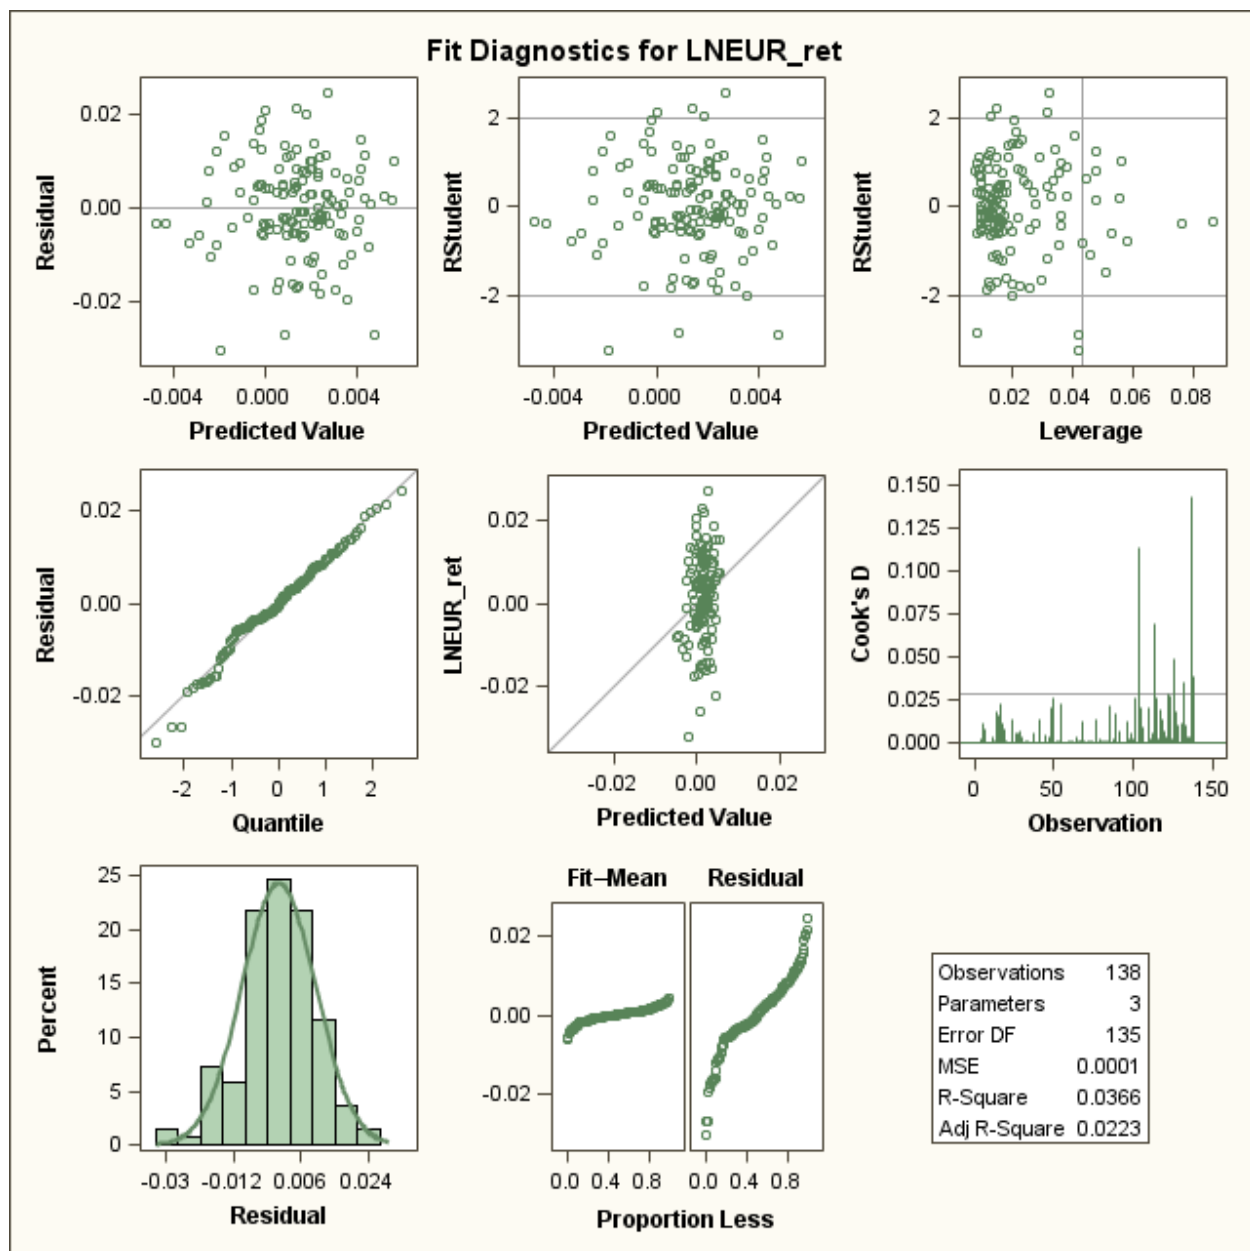 Fit Diagnostics for LNEUR_ret
0.02
0.00
-0.02
Residual
-0.004 0.000 0.004
Predicted Value
2
0
-2
RStudent
-0.004 0.000 0.004
Predicted Value
2
0
-2
RStudent
0.02 0.04 0.06 0.08
Leverage
0.02
0.00
-0.02
Residual
-2 -1 0 1 2
Quantile
0.02
0.00
-0.02
LNEUR_ret
-0.02 0.00 0.02
Predicted Value
0.150
0.125
0.100
0.075
0.050
0.025
0.000
Cook's D
0 50 100 150
Observation
25
20
15
10
5
0
Percent
-0.03 -0.012 0.006 0.024
Residual
Fit–Mean Residual
0.02
0.00
-0.02
0.0 0.4 0.8 0.0 0.4 0.8
Proportion Less
Observations 138
Parameters 3
Error DF 135
MSE 0.0001
R-Square 0.0366
Adj R-Square 0.0223